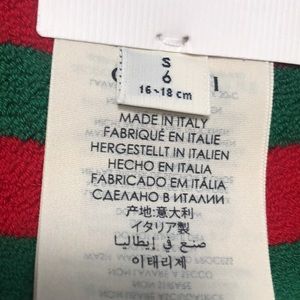 S
6
16-18 cm
MADE IN ITALY
FABRIQUÉ EN ITALIE
HERGESTELLT IN ITALIEN
HECHO EN ITALIA
FABRICADO EM ITÁLIA
СДЕЛАНО В ИТАЛИИ
产地:意大利
イタリア製
صنع في إيطاليا
이태리제